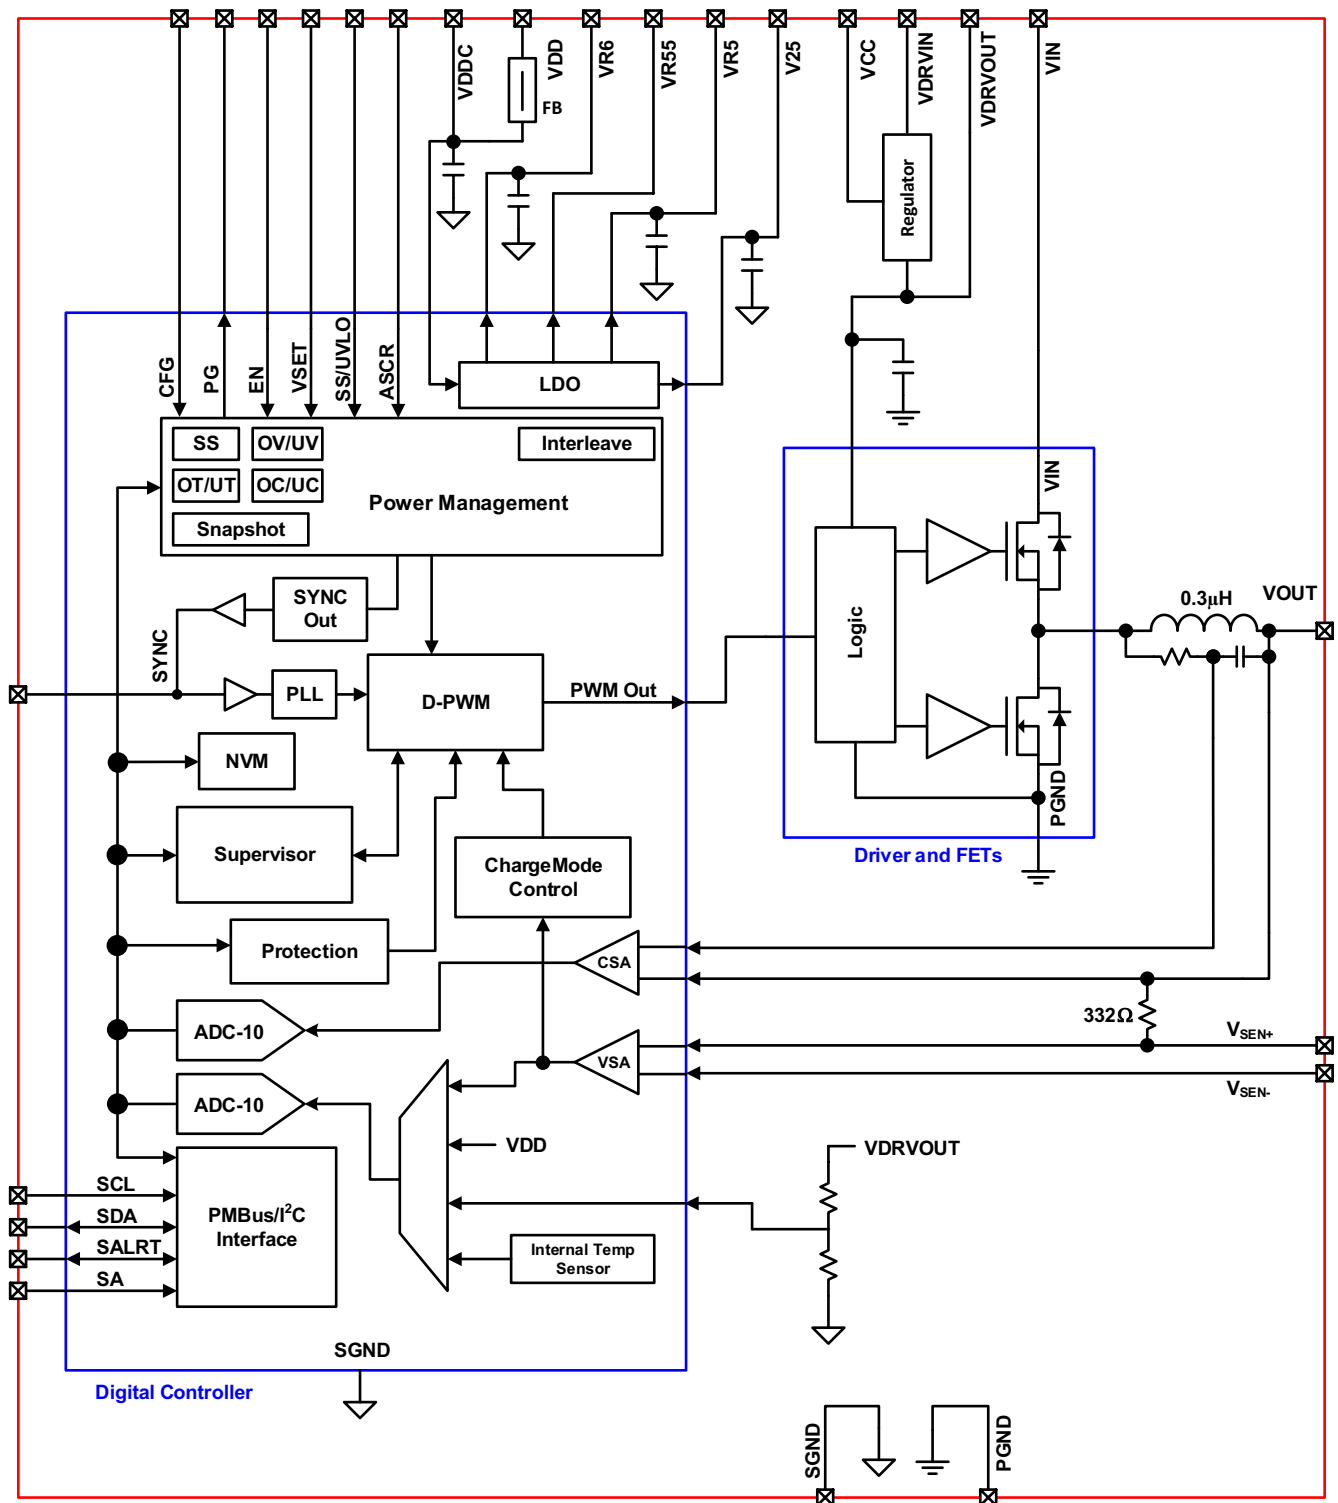 VDDC
VDD
VR6
VR55
VR5
V25
VCC
VDRVIN
VDRVOUT
VIN
FB
Regulator
CFG
PG
EN
VSET
SS/UVLO
ASCR
LDO
SS
OV/UV
Interleave
OT/UT
OC/UC
Power Management
Snapshot
VIN
SYNC
Out
SYNC
PLL
D-PWM
PWM Out
Logic
0.3μH
VOUT
NVM
Supervisor
ChargeMode
Control
PGND
Driver and FETs
Protection
CSA
ADC-10
332Ω
VSEN+
VSA
VSEN-
ADC-10
VDD
VDRVOUT
SCL
SDA
SALRT
SA
PMBus/I²C
Interface
Internal Temp
Sensor
SGND
Digital Controller
SGND
PGND